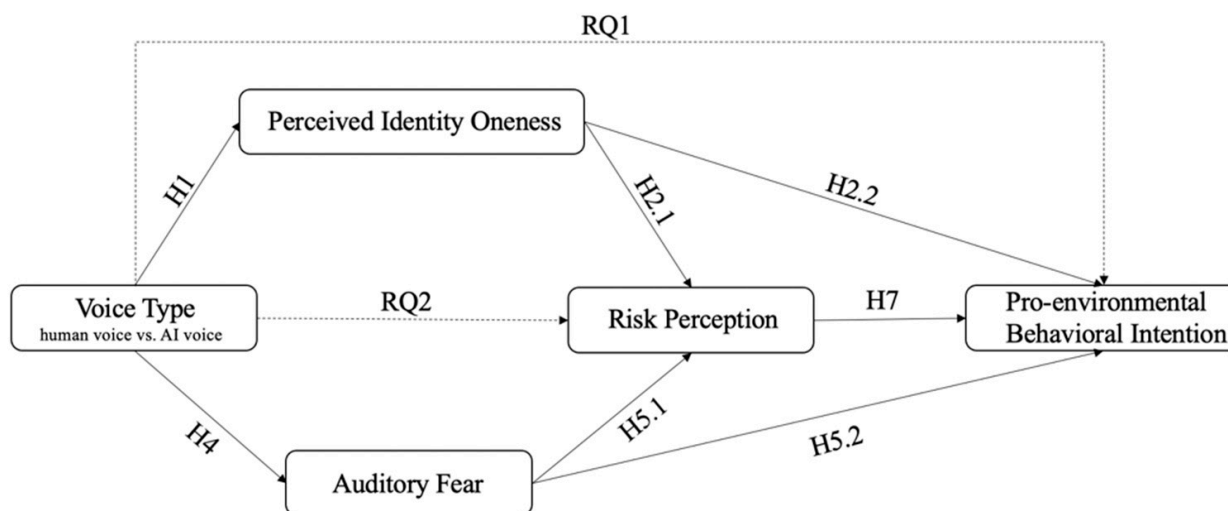 RQ1
Perceived Identity Oneness
H1
H2.1
H2.2
Voice Type
human voice vs. AI voice
RQ2
Risk Perception
H7
Pro-environmental
Behavioral Intention
H4
H5.1
H5.2
Auditory Fear